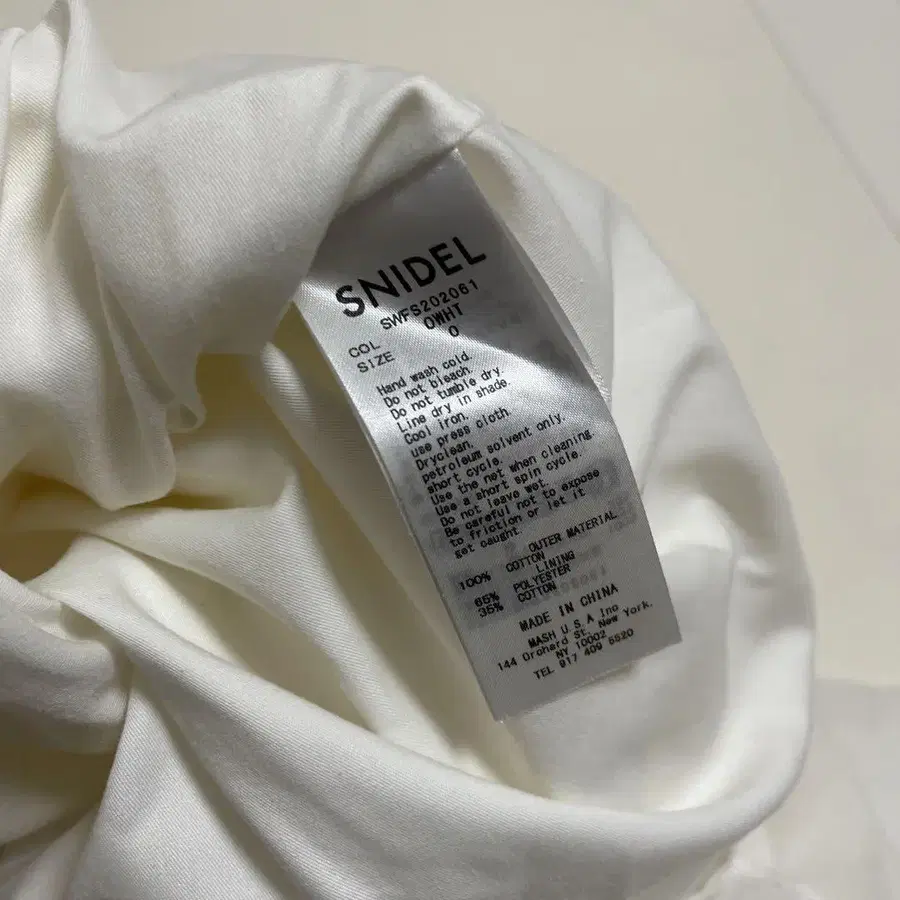 SNIDEL
SWFS202061
COL OWHT
SIZE 0
Hand wash cold.
Do not bleach.
Do not tumble dry.
Line dry in shade.
Cool iron.
use press cloth
Dryclean.
petroleum solvent only.
short cycle.
Use the net when cleaning.
Use a short spin cycle.
Do not leave wet.
Be careful not to expose
to friction or let it
get caught.
OUTER MATERIAL
100% COTTON
LINING
65% POLYESTER
35% COTTON
MADE IN CHINA
MASH U.S.A Inc
144 Orchard St. New York.
NY 10002
TEL 917 409 5520